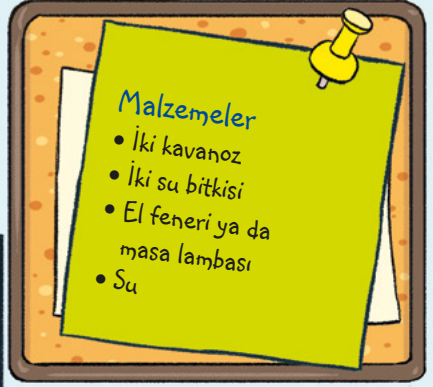 Malzemeler
• İki kavanoz
• İki su bitkisi
• El feneri ya da
masa lambası
• Su